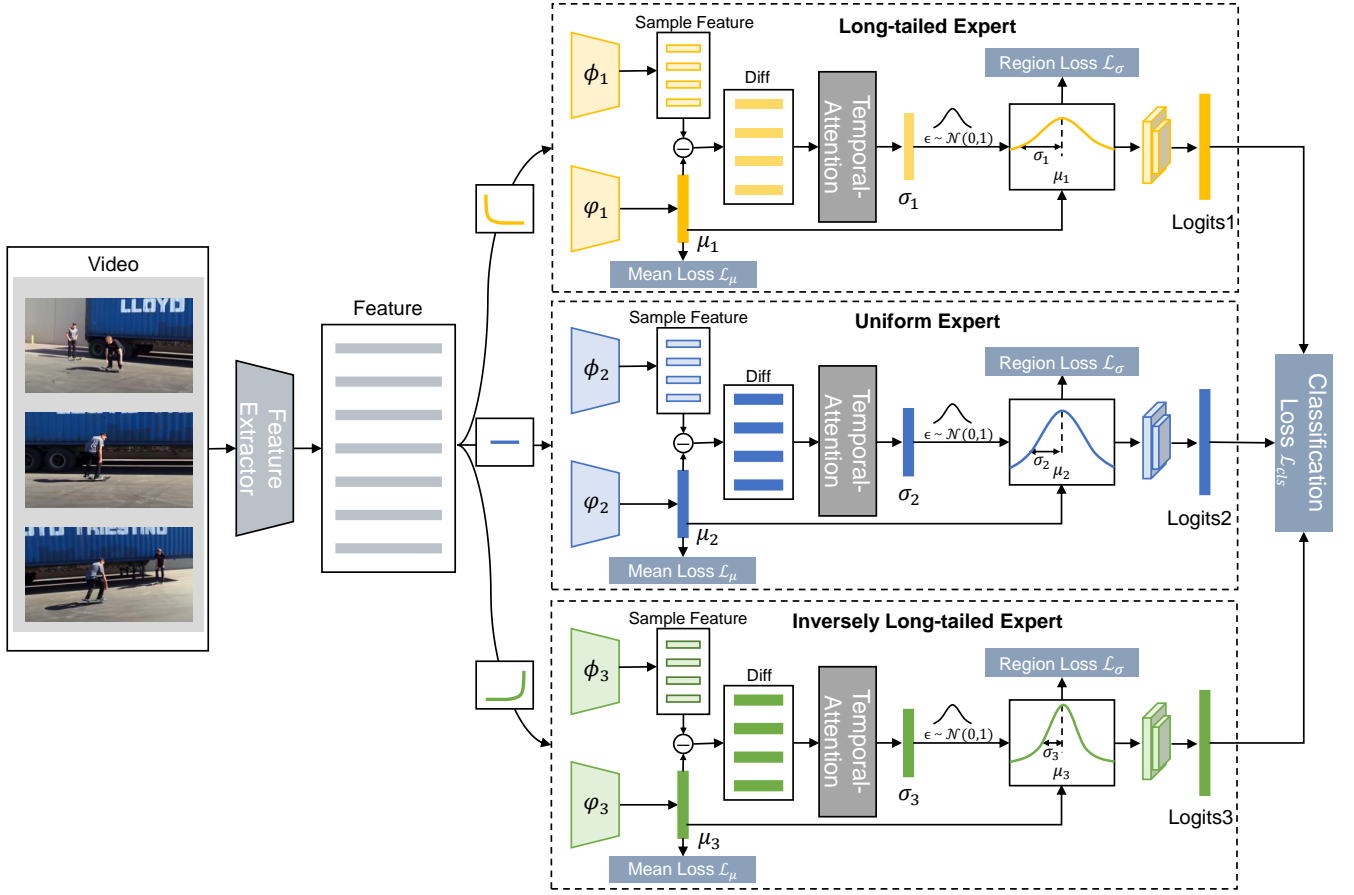 Video
LLOYD
OYD TRIESTINO
Feature
Extractor
Feature
Long-tailed Expert
Sample Feature
ϕ1
φ1
Diff
Temporal-
Attention
σ1
ϵ ~ 𝒩(0,1)
Region Loss ℒσ
σ1
μ1
μ1
Mean Loss ℒμ
Logits1
Uniform Expert
Sample Feature
ϕ2
φ2
Diff
Temporal-
Attention
σ2
ϵ ~ 𝒩(0,1)
Region Loss ℒσ
σ2
μ2
μ2
Mean Loss ℒμ
Logits2
Inversely Long-tailed Expert
Sample Feature
ϕ3
φ3
Diff
Temporal-
Attention
σ3
ϵ ~ 𝒩(0,1)
Region Loss ℒσ
σ3
μ3
μ3
Mean Loss ℒμ
Logits3
Classification
Loss ℒcls